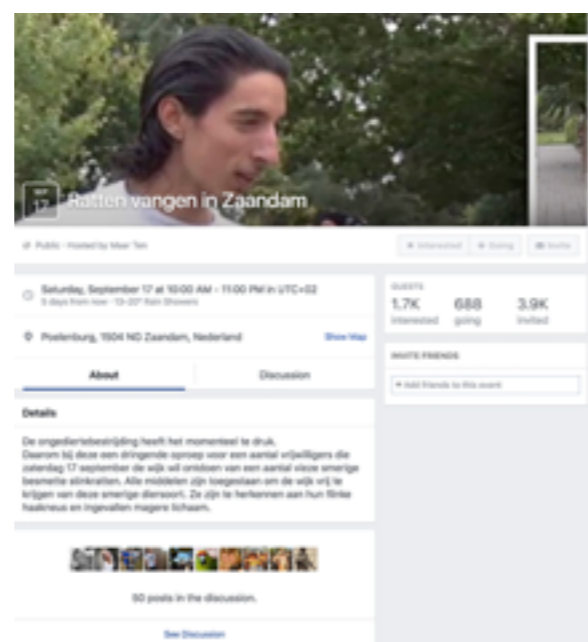 SEP
17
Ratten vangen in Zaandam
Public · Hosted by Maar Ten
Interested
Going
Invite
Saturday, September 17 at 10:00 AM - 11:00 PM in UTC+02
5 days from now · 13–20° Rain Showers
Poelenburg, 1504 NG Zaandam, Nederland
Show Map
About
Discussion
Details
De ongediertebestrijding heeft het momenteel te druk.
Daarom bij deze een dringende oproep voor een aantal vrijwilligers die
zaterdag 17 september de wijk wil ontdoen van een aantal vieze smerige
besmette stinkratten. Alle middelen zijn toegestaan om de wijk vrij te
krijgen van deze smerige diersoort. Ze zijn te herkennen aan hun flinke
haakneus en ingevallen magere lichaam.
50 posts in the discussion.
See Discussion
GUESTS
1.7K 688 3.9K
interested going invited
INVITE FRIENDS
+ Add friends to this event